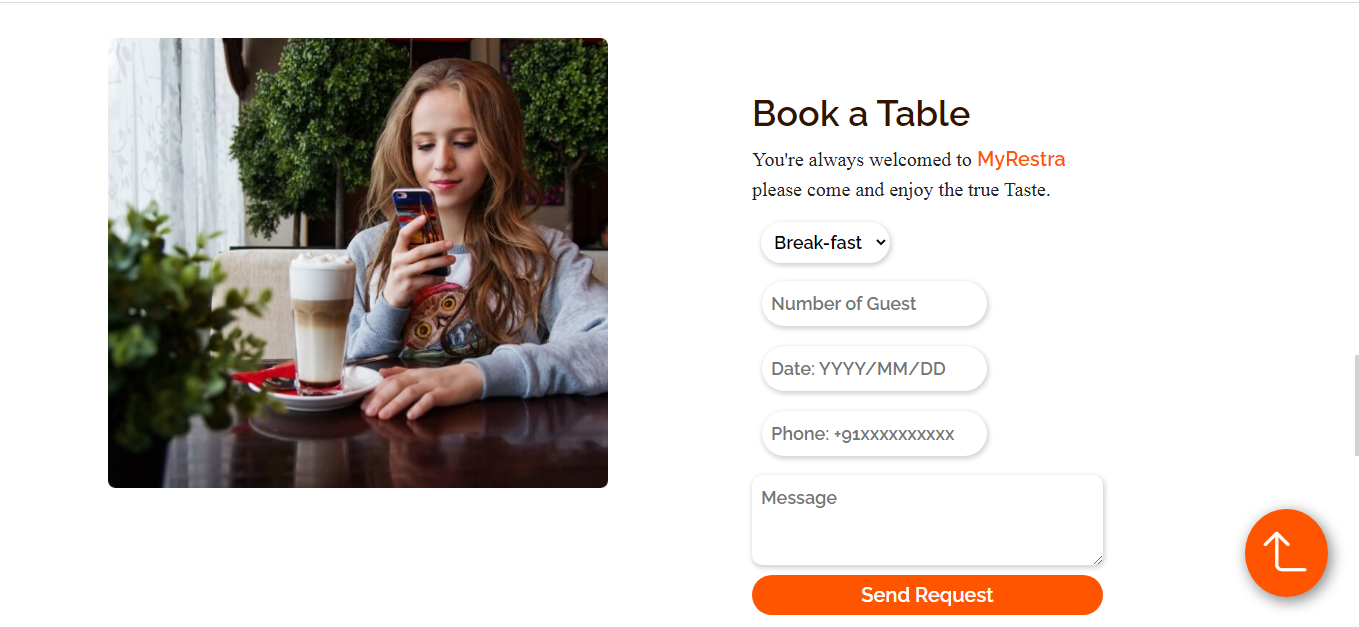 Book a Table
You're always welcomed to MyRestra
please come and enjoy the true Taste.
Break-fast
Number of Guest
Date: YYYY/MM/DD
Phone: +91xxxxxxxxxx
Message
Send Request